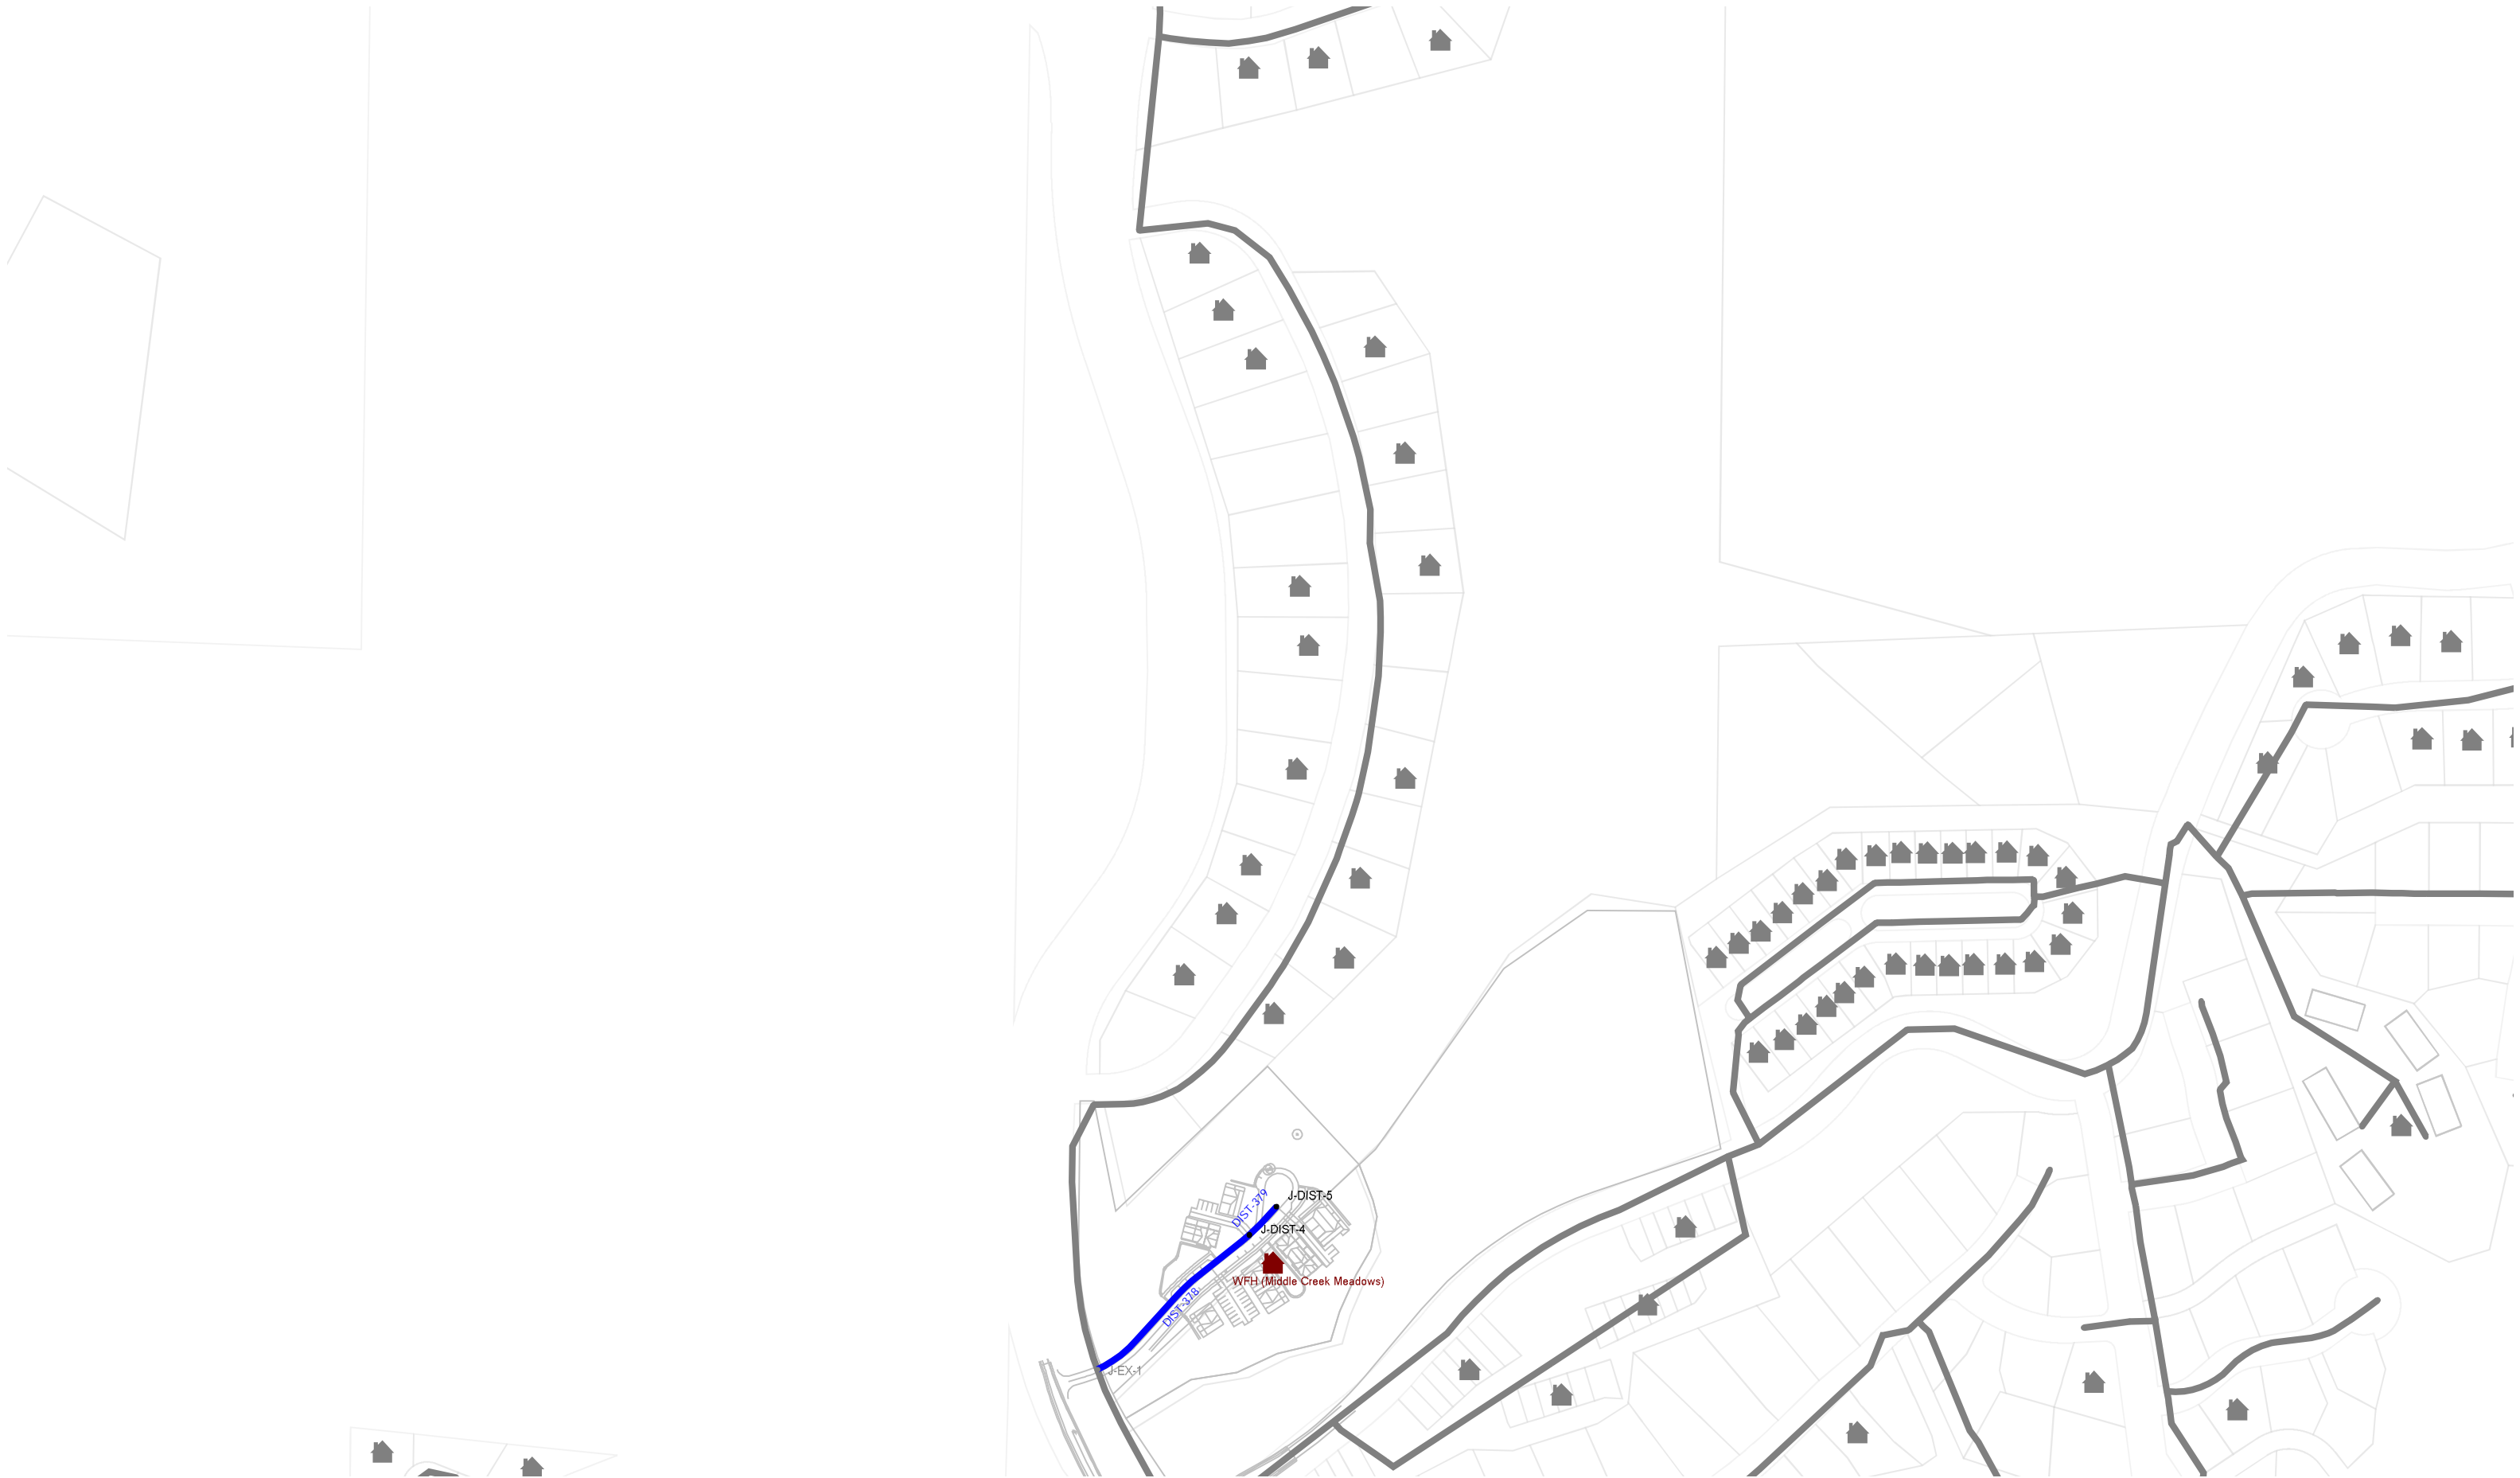 J-DIST-5
DIST-379
J-DIST-4
WFH (Middle Creek Meadows)
DIST-378
J-EX-1